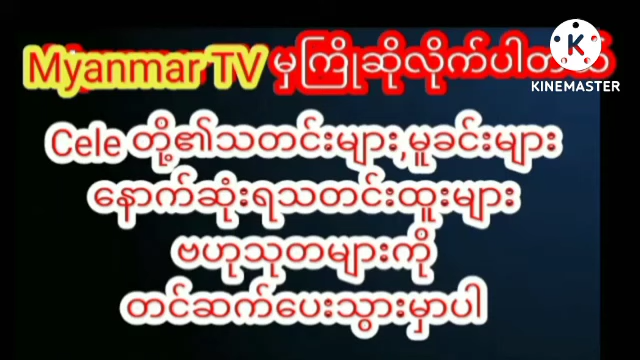 Myanmar TV မှကြိုဆိုလိုက်ပါတယ်
KINEMASTER
Cele တို့၏သတင်းများ,မူခင်းများ
နောက်ဆုံးရသတင်းထူးများ
ဗဟုသုတများကို
တင်ဆက်ပေးသွားမှာပါ